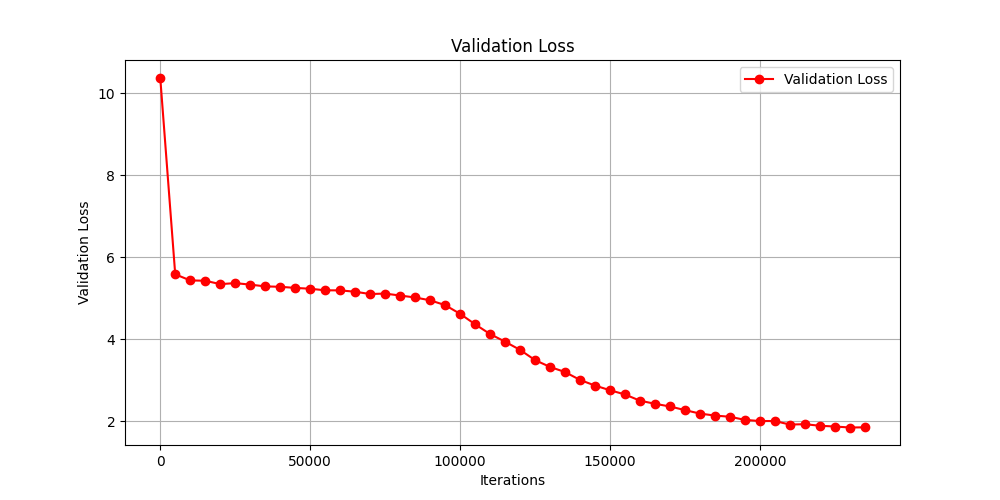 Validation Loss
Validation Loss
10
8
6
4
2
Validation Loss
0
50000
100000
150000
200000
Iterations